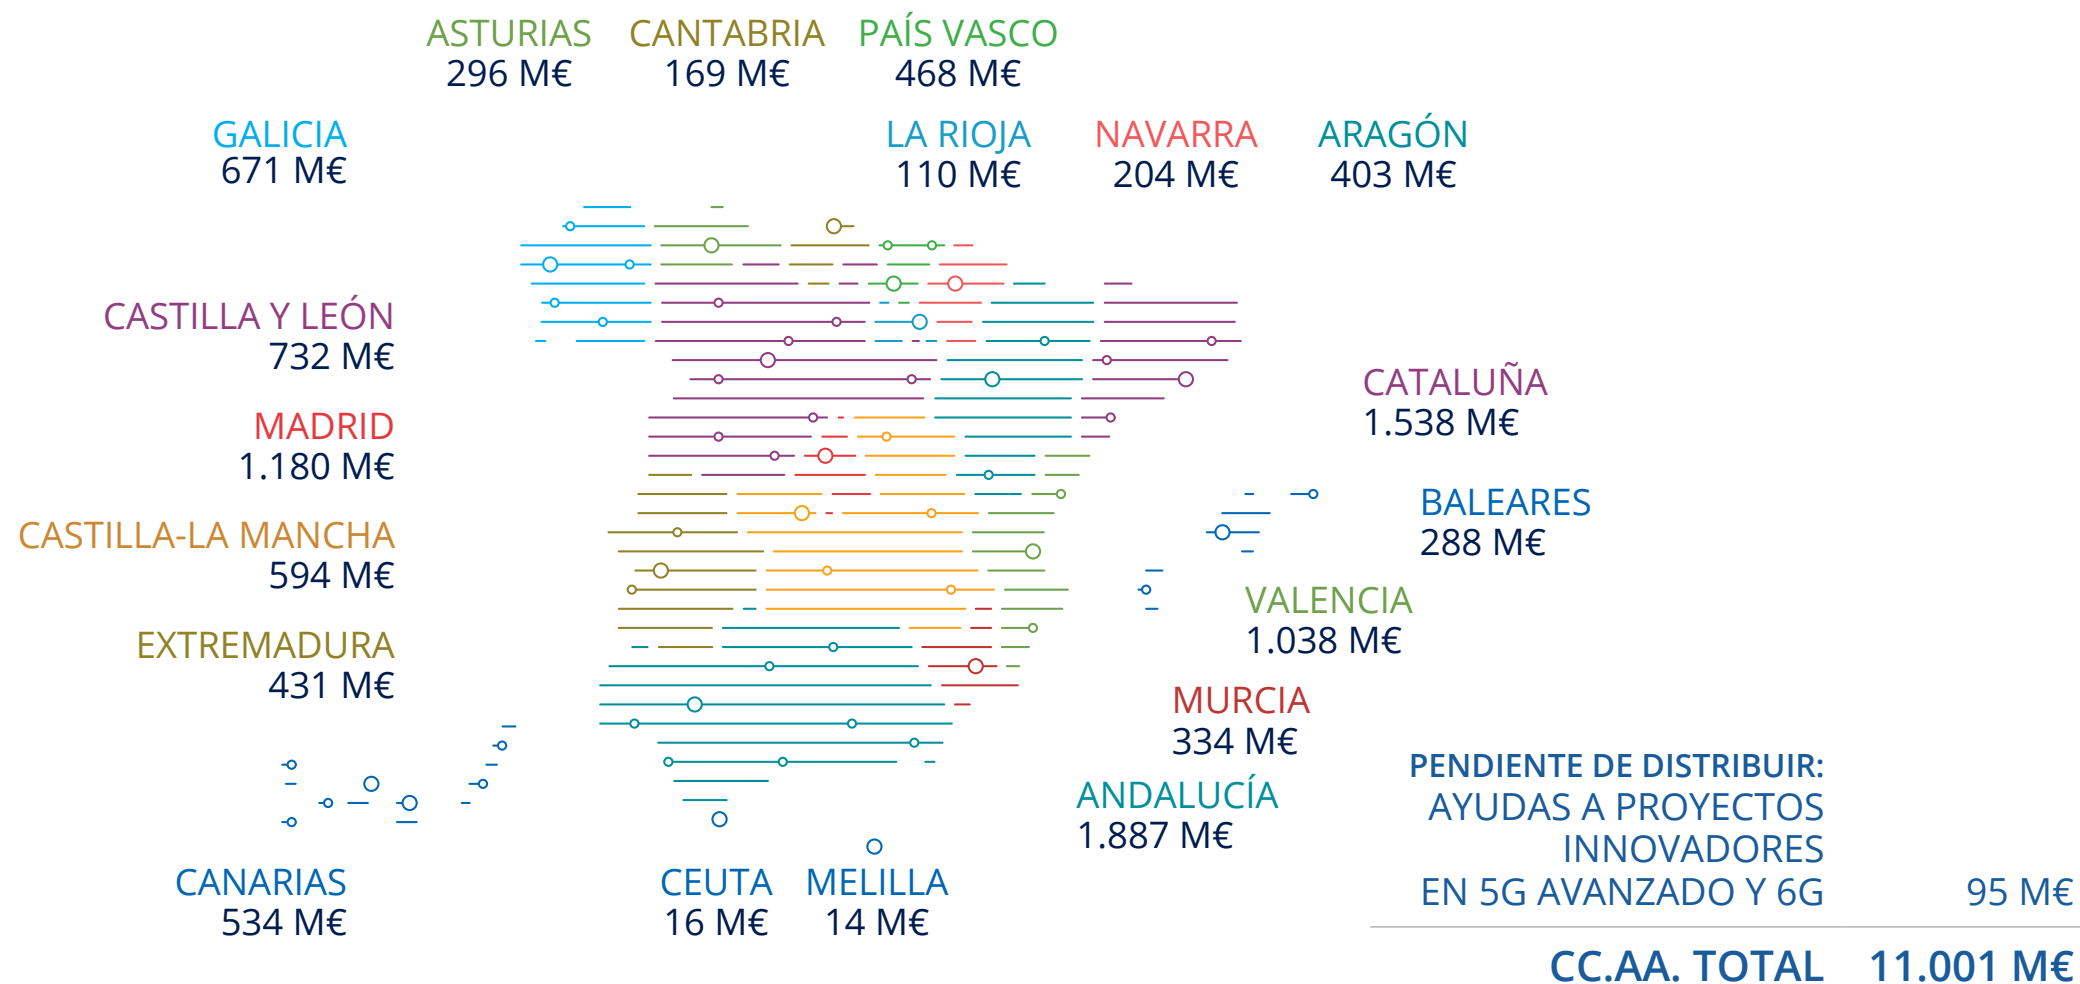 ASTURIAS
296 M€
CANTABRIA
169 M€
PAÍS VASCO
468 M€
GALICIA
671 M€
LA RIOJA
110 M€
NAVARRA
204 M€
ARAGÓN
403 M€
CASTILLA Y LEÓN
732 M€
CATALUÑA
1.538 M€
MADRID
1.180 M€
BALEARES
288 M€
CASTILLA-LA MANCHA
594 M€
VALENCIA
1.038 M€
EXTREMADURA
431 M€
MURCIA
334 M€
ANDALUCÍA
1.887 M€
CANARIAS
534 M€
CEUTA
16 M€
MELILLA
14 M€
PENDIENTE DE DISTRIBUIR:
AYUDAS A PROYECTOS
INNOVADORES
EN 5G AVANZADO Y 6G 95 M€
CC.AA. TOTAL 11.001 M€